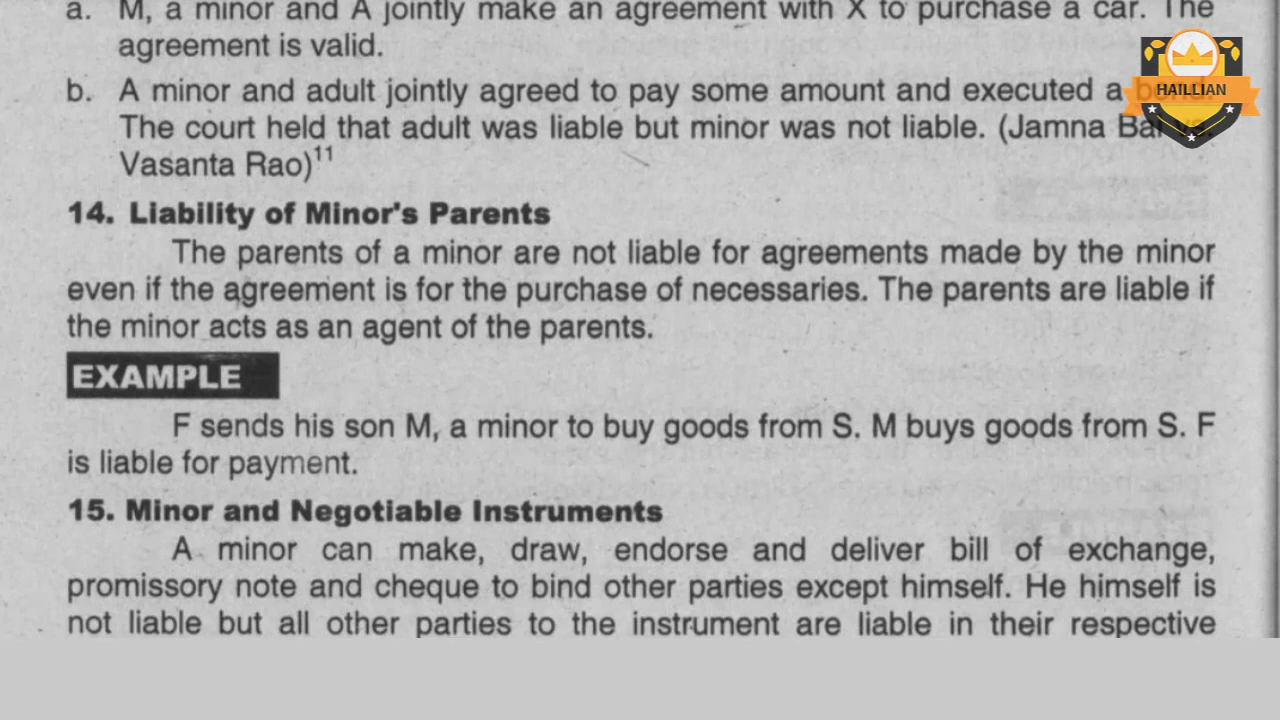 a. M, a minor and A jointly make an agreement with X to purchase a car. The
agreement is valid.
HAILLIAN
b. A minor and adult jointly agreed to pay some amount and executed a bond.
The court held that adult was liable but minor was not liable. (Jamna Bai vs.
Vasanta Rao)11
14. Liability of Minor's Parents
The parents of a minor are not liable for agreements made by the minor
even if the agreement is for the purchase of necessaries. The parents are liable if
the minor acts as an agent of the parents.
EXAMPLE
F sends his son M, a minor to buy goods from S. M buys goods from S. F
is liable for payment.
15. Minor and Negotiable Instruments
A minor can make, draw, endorse and deliver bill of exchange,
promissory note and cheque to bind other parties except himself. He himself is
not liable but all other parties to the instrument are liable in their respective